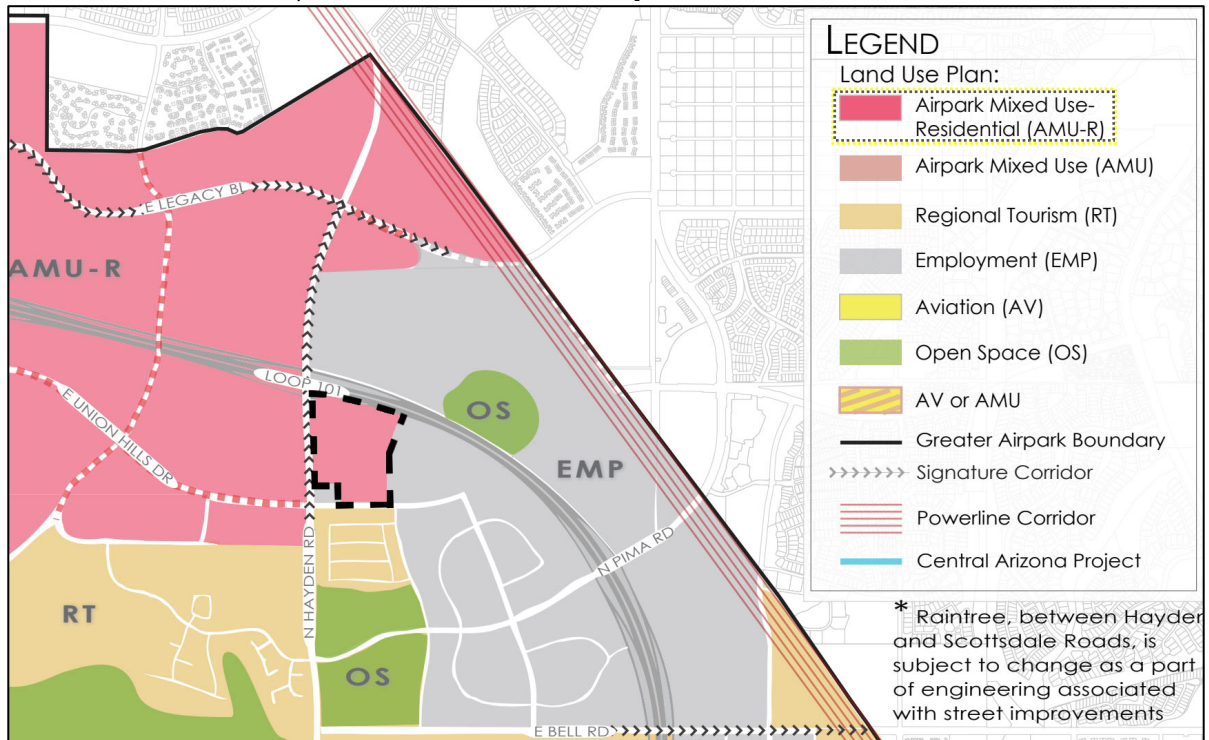 LEGEND
Land Use Plan:
Airpark Mixed Use-
Residential (AMU-R)
Airpark Mixed Use (AMU)
Regional Tourism (RT)
Employment (EMP)
Aviation (AV)
Open Space (OS)
AV or AMU
Greater Airpark Boundary
Signature Corridor
Powerline Corridor
Central Arizona Project
* Raintree, between Hayden
and Scottsdale Roads, is
subject to change as a part
of engineering associated
with street improvements
E LEGACY BL
AMU-R
LOOP 101
OS
E UNION HILLS DR
EMP
N HAYDEN RD
N PIMA RD
RT
OS
E BELL RD